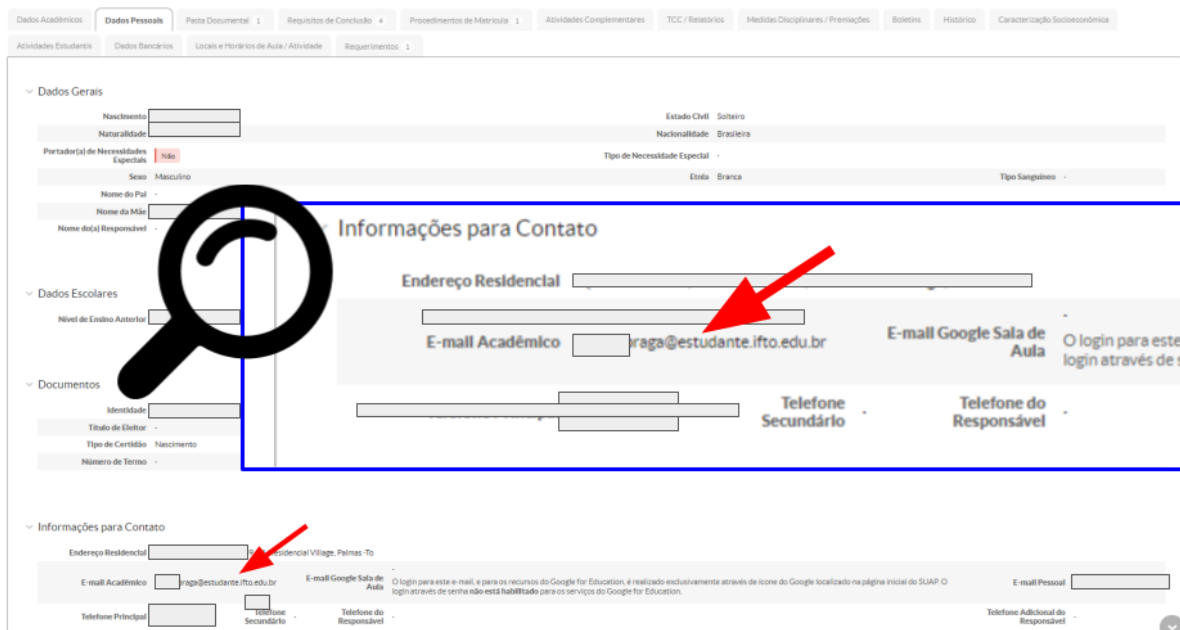 Dados Acadêmicos Dados Pessoais Pasta Documental 1 Requisitos de Conclusão 4 Procedimentos de Matrícula 1 Atividades Complementares TCC / Relatórios Medidas Disciplinares / Premiações Boletins Histórico Caracterização Socioeconômica
Atividades Estudantis Dados Bancários Locais e Horários de Aula / Atividade Requerimentos 1
Dados Gerais
Nascimento Estado Civil Solteiro
Naturalidade Nacionalidade Brasileira
Portador(a) de Necessidades Especiais Não Tipo de Necessidade Especial -
Sexo Masculino Etnia Branca Tipo Sanguíneo -
Nome do Pai -
Nome da Mãe
Nome do(a) Responsável -
Informações para Contato
Endereço Residencial
-
E-mail Acadêmico raga@estudante.ifto.edu.br E-mail Google Sala de Aula O login para este
login através de s
Telefone Secundário - Telefone do Responsável -
Dados Escolares
Nível de Ensino Anterior
Documentos
Identidade
Título de Eleitor -
Tipo de Certidão Nascimento
Número de Termo -
Informações para Contato
Endereço Residencial sidencial Village, Palmas -To
-
E-mail Acadêmico raga@estudante.ifto.edu.br E-mail Google Sala de Aula O login para este e-mail, e para os recursos do Google for Education, é realizado exclusivamente através de ícone do Google localizado na página inicial do SUAP. O E-mail Pessoal
login através de senha não está habilitado para os serviços do Google for Education.
Telefone Principal Telefone Secundário - Telefone do Responsável - Telefone Adicional do Responsável -